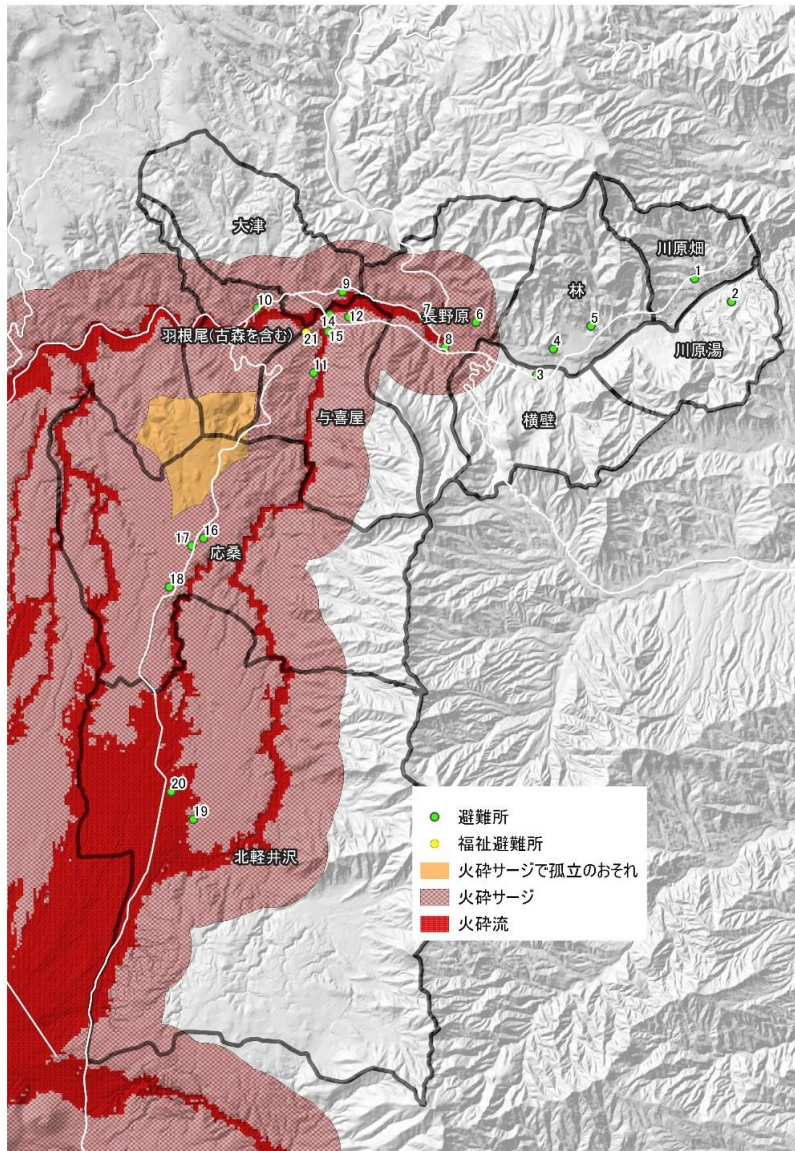 大津
川原畑
1
9
林
2
10
7
長野原
6
5
14
12
羽根尾(古森を含む)
21
15
8
4
川原湯
3
11
横壁
与喜屋
16
17
応桑
18
20
19
北軽井沢
避難所
福祉避難所
火砕サージで孤立のおそれ
火砕サージ
火砕流